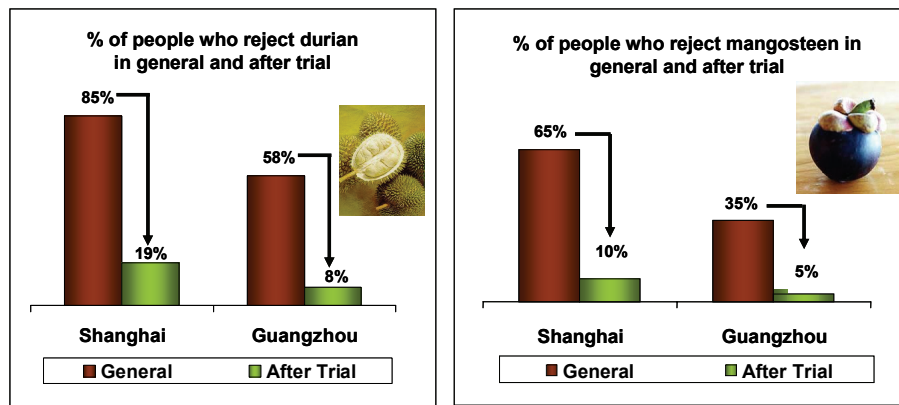 % of people who reject durian
in general and after trial
85%
58%
19%
8%
Shanghai Guangzhou
General After Trial
% of people who reject mangosteen in
general and after trial
65%
35%
10%
5%
Shanghai Guangzhou
General After Trial